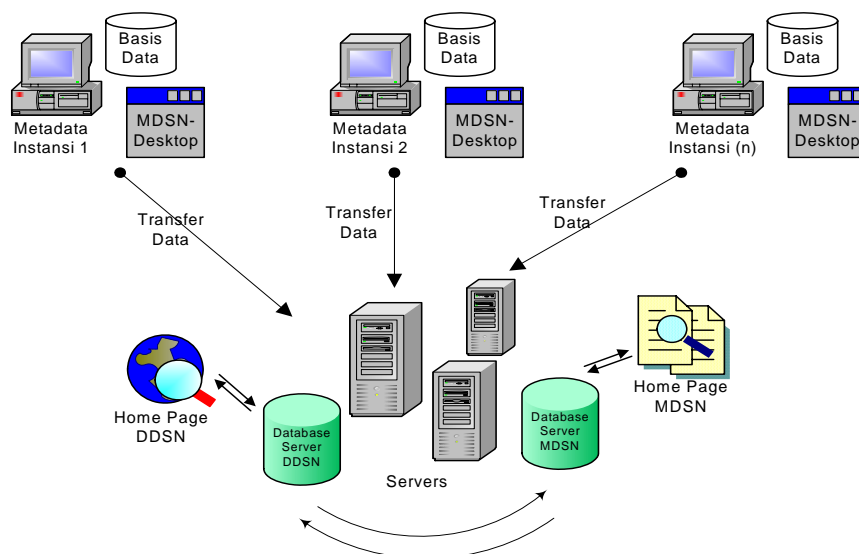 Basis
Data
Metadata
Instansi 1
MDSN-
Desktop
Basis
Data
Metadata
Instansi 2
MDSN-
Desktop
Basis
Data
Metadata
Instansi (n)
MDSN-
Desktop
Transfer
Data
Transfer
Data
Transfer
Data
Home Page
DDSN
Database
Server
DDSN
Servers
Database
Server
MDSN
Home Page
MDSN